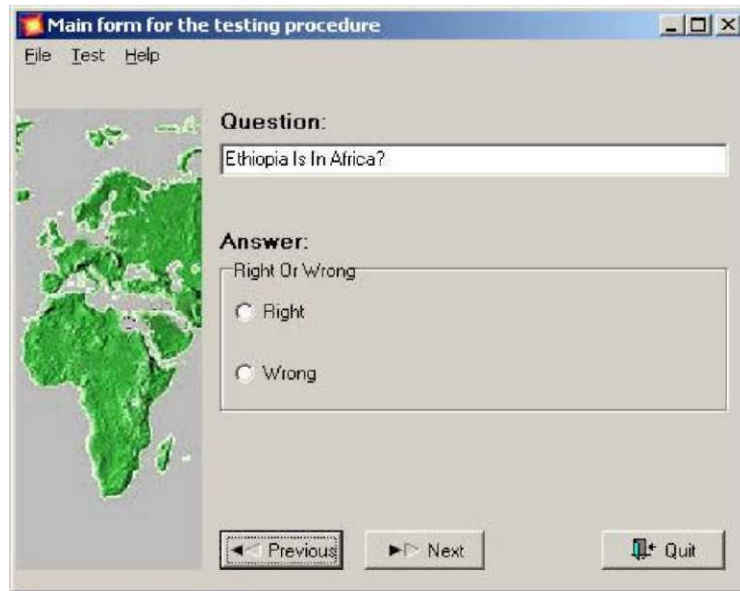 Main form for the testing procedure
File Test Help
Question:
Ethiopia Is In Africa?
Answer:
Right Or Wrong
Right
Wrong
Previous Next Quit